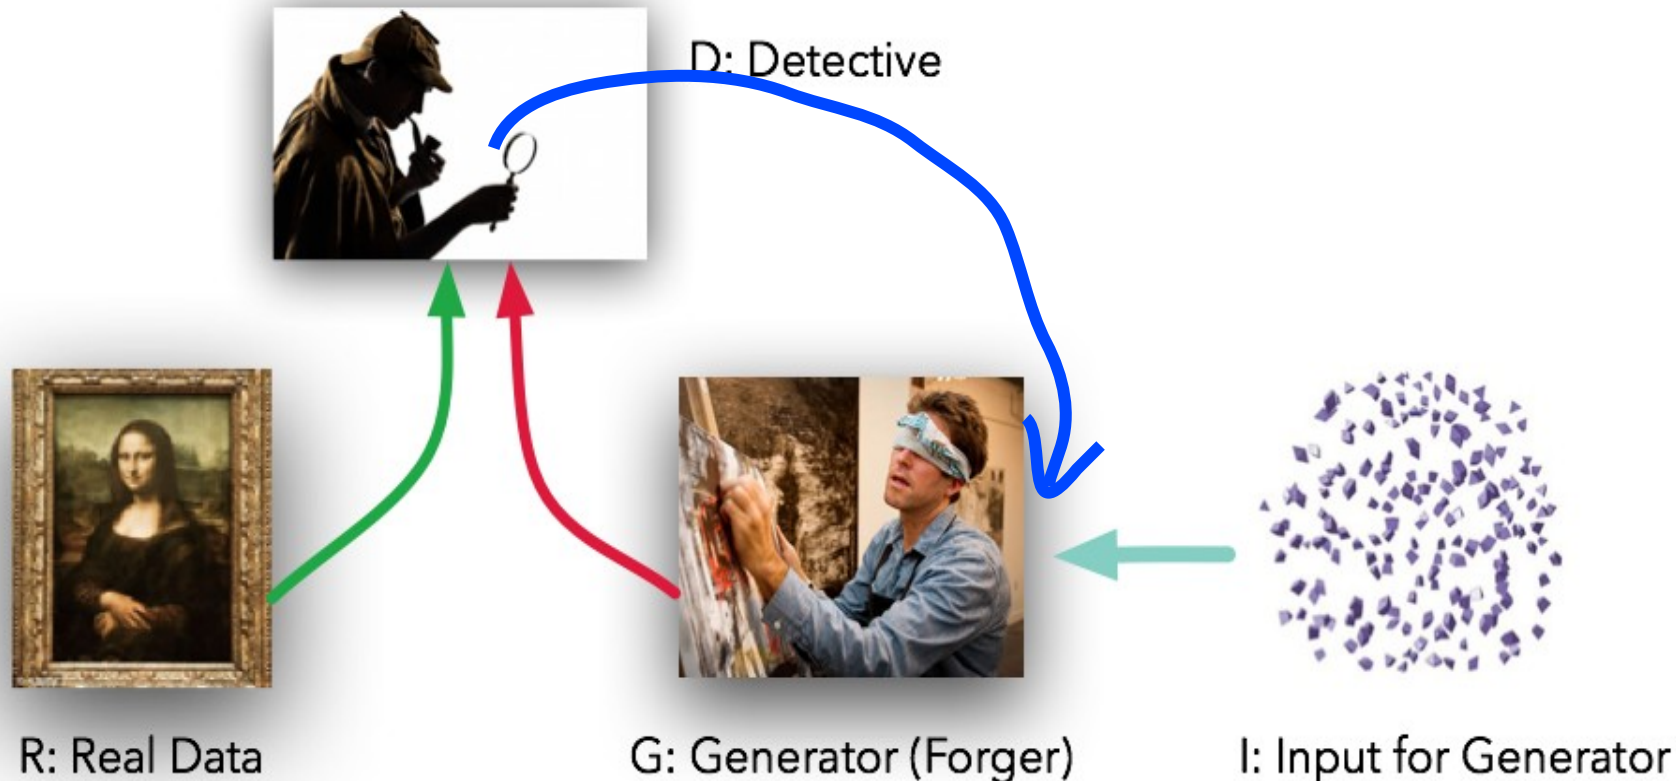 D: Detective
R: Real Data
G: Generator (Forger)
I: Input for Generator